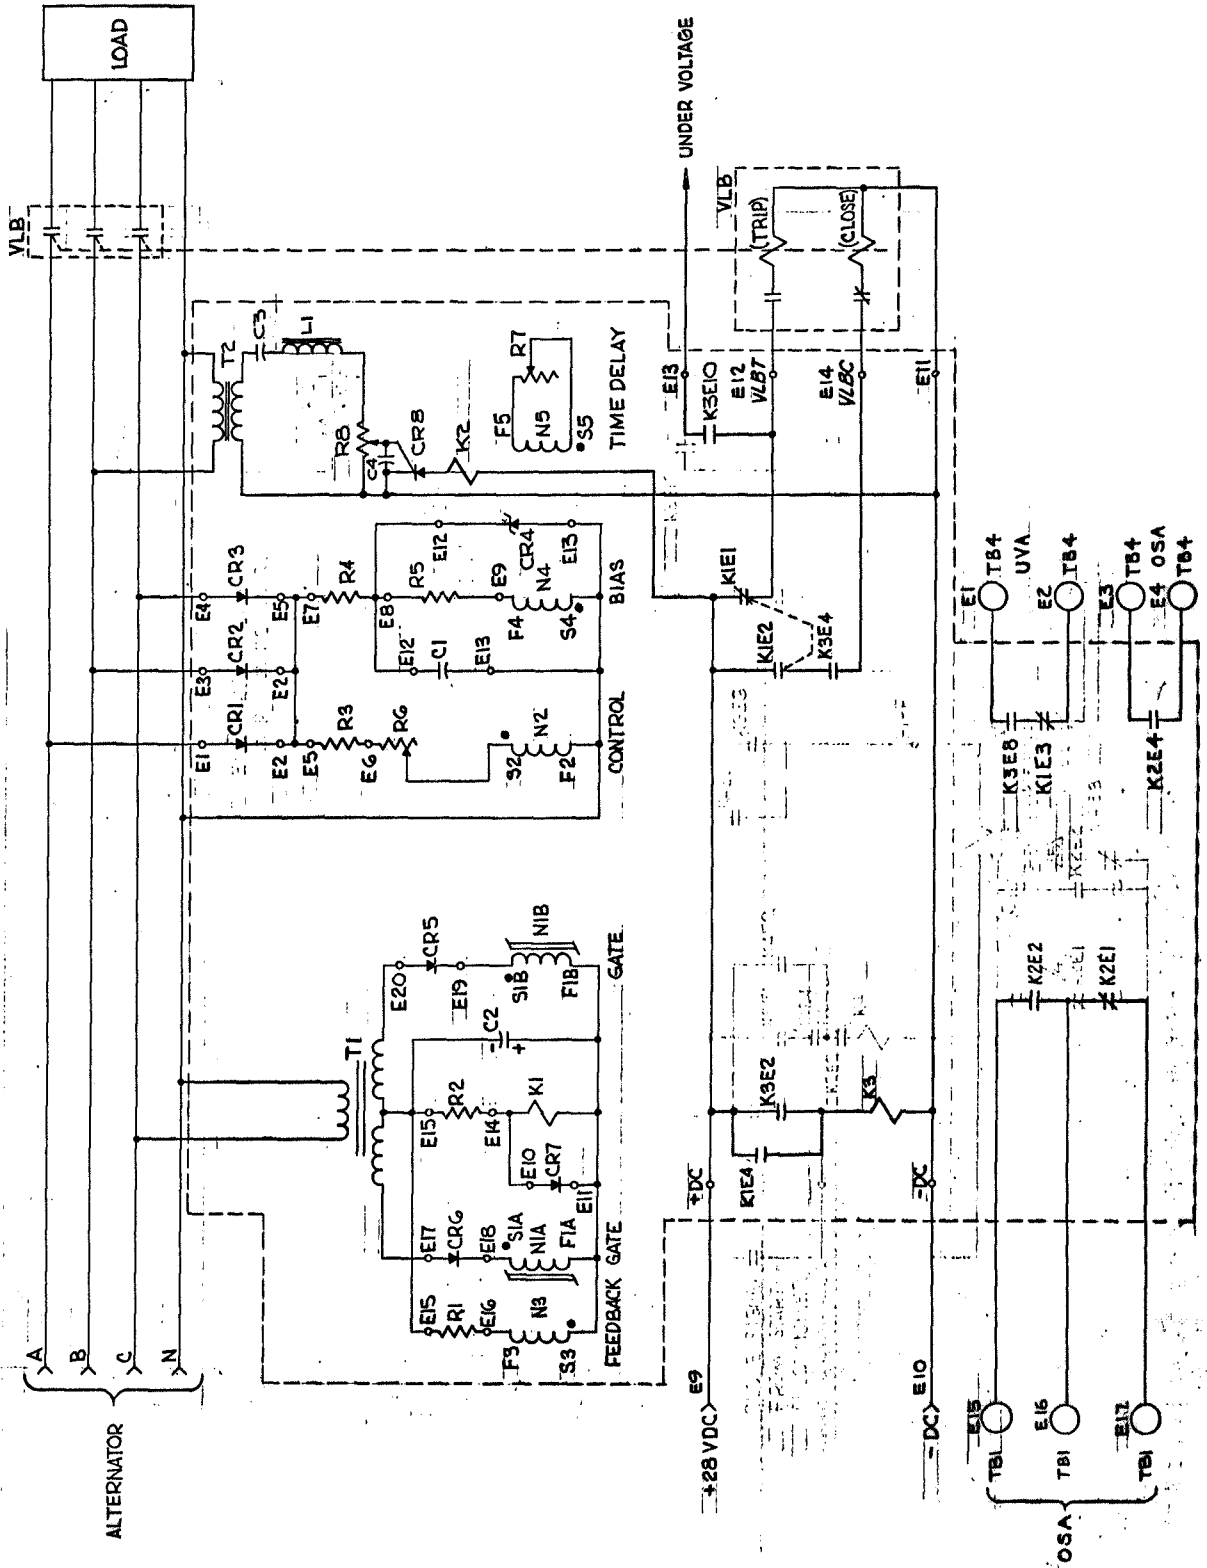 ALTERNATOR
A
B
C
N
VLB
LOAD
T1
E15
R1
E16
F3
N3
S3
E17
CR6
E18
S1A
N1A
F1A
FEEDBACK GATE
E15
R2
E14
K1
E10
CR7
E11
C2
-
+
E20
CR5
E19
S1B
N1B
F1B
GATE
E1
CR1
E2
E5
R3
E6
R6
S2
N2
F2
CONTROL
E3
CR2
E2
E4
CR3
E5
E7
R4
E8
E12
C1
E13
R5
E9
F4
N4
S4
E12
CR4
E13
BIAS
T2
C3
L1
R8
C4
CR8
K2
F5
N5
S5
R7
TIME DELAY
+28 VDC
E9
+DC
K1E4
K3E2
K3
K1E2
K3E4
K1E1
K3E10
E13
UNDER VOLTAGE
E12
VLBT
E14
VLBC
E11
VLB
(TRIP)
(CLOSE)
-DC
E10
-DC
OSA
TB1
E15
TB1
E16
TB1
E17
K2E2
K2E1
K3E8
K1E3
K2E4
E1
TB4
UVA
E2
TB4
E3
TB4
OSA
E4
TB4